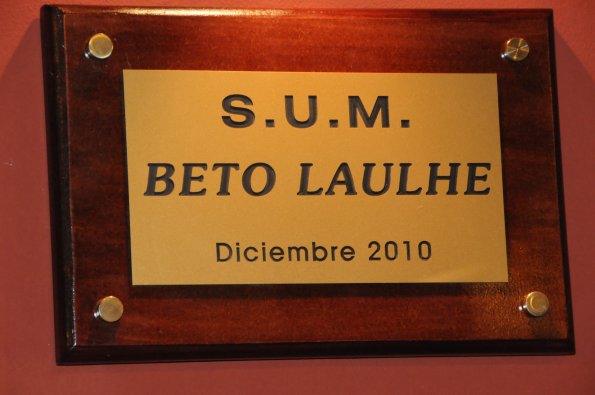 S.U.M.
BETO LAULHE
Diciembre 2010